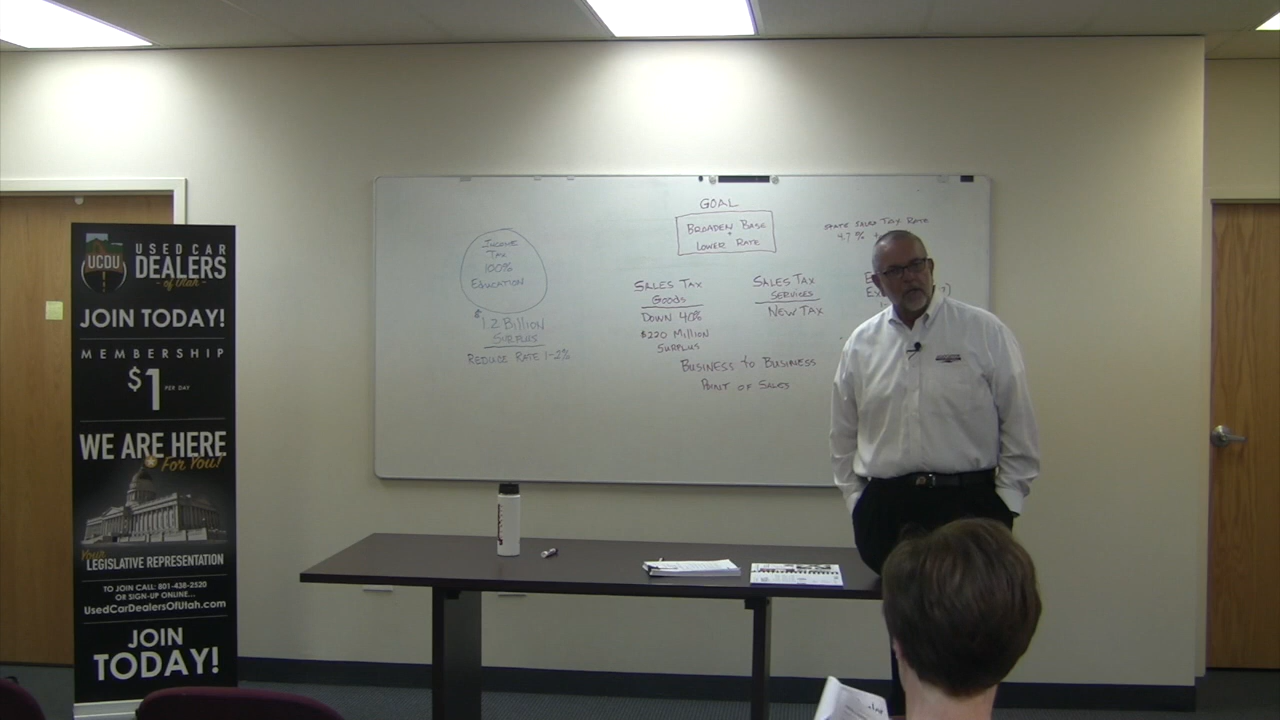 UCDU
USED CAR
DEALERS
of Utah
JOIN TODAY!
MEMBERSHIP
$1 PER DAY
WE ARE HERE
For You!
Your
LEGISLATIVE REPRESENTATION
TO JOIN CALL: 801-438-2520
OR SIGN-UP ONLINE...
UsedCarDealersOfUtah.com
JOIN
TODAY!
INCOME
TAX
100%
EDUCATION
$1.2 BILLION
SURPLUS
REDUCE RATE 1-2%
GOAL
BROADEN BASE
+
LOWER RATE
SALES TAX
GOODS
DOWN 40%
$220 MILLION
SURPLUS
SALES TAX
SERVICES
NEW TAX
BUSINESS to BUSINESS
POINT OF SALES
STATE SALES TAX RATE
4.7 %